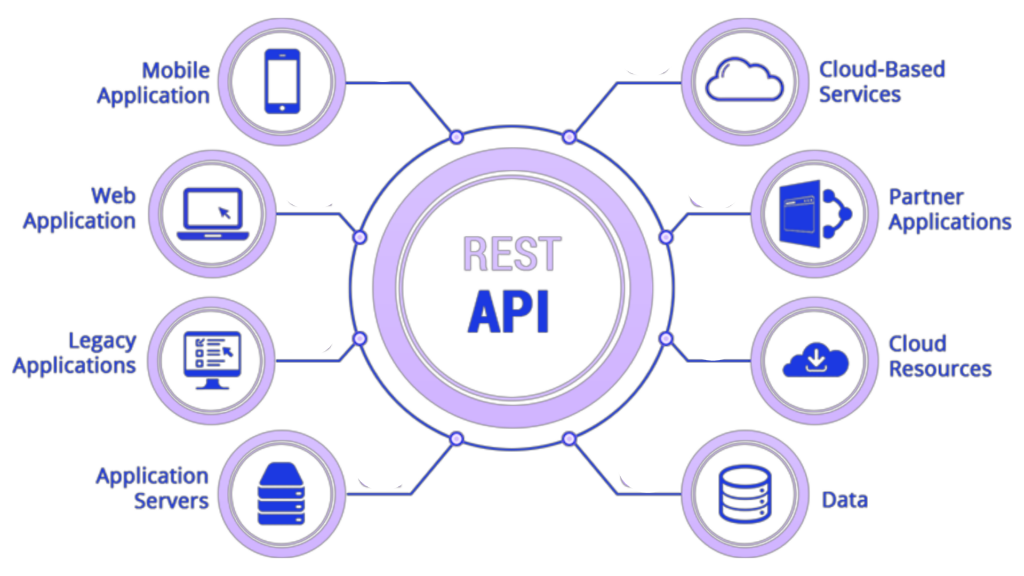 Mobile
Application
Cloud-Based
Services
Web
Application
Partner
Applications
REST
API
Legacy
Applications
Cloud
Resources
Application
Servers
Data